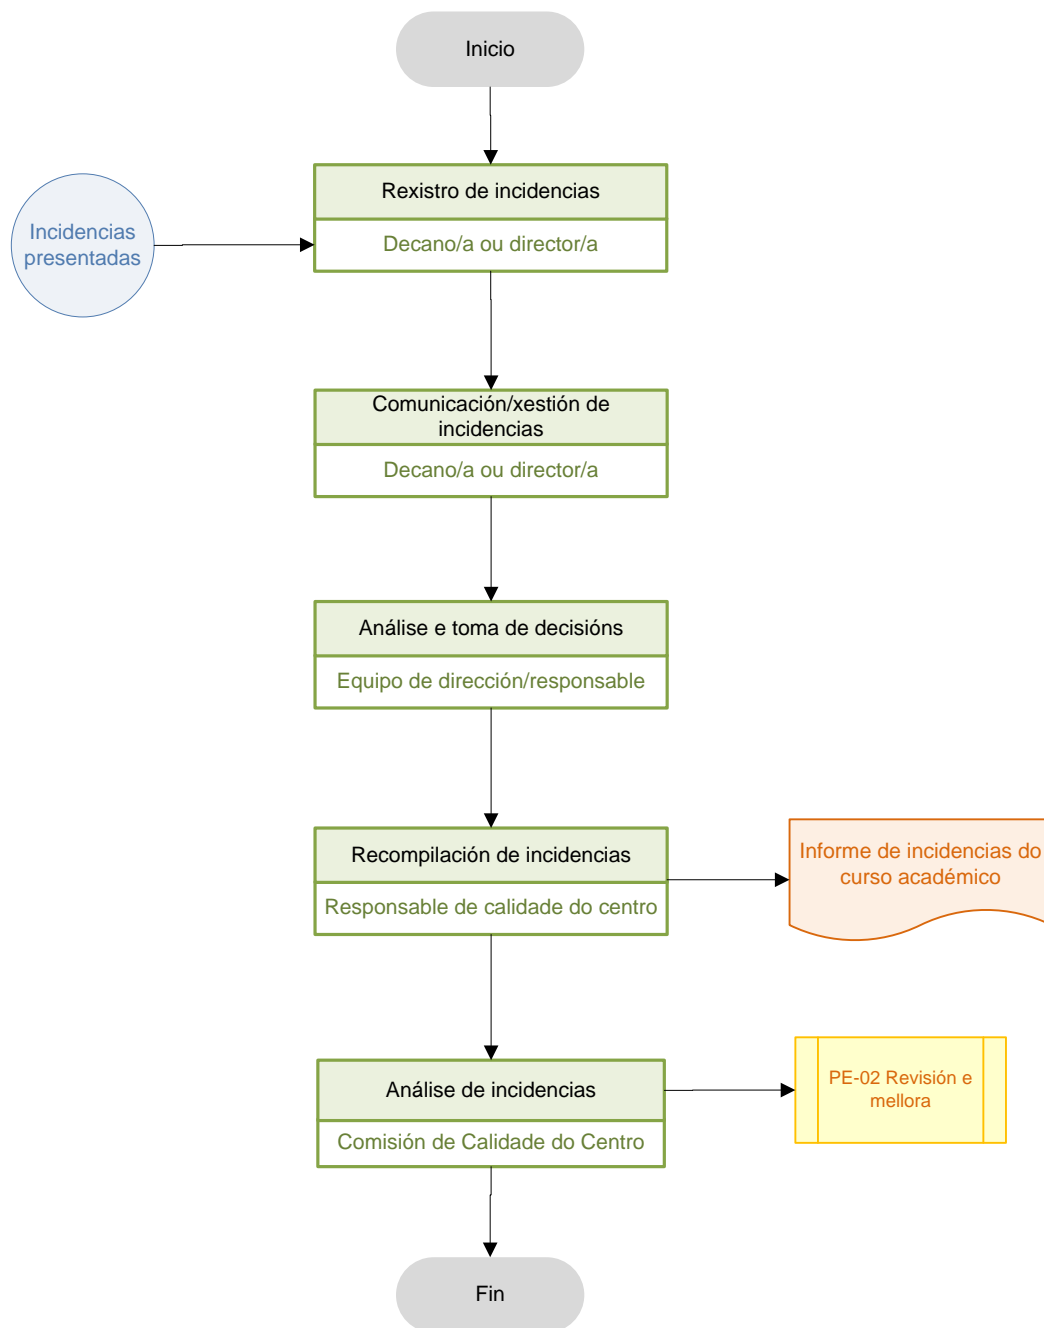 Inicio
Rexistro de incidencias
Decano/a ou director/a
Incidencias
presentadas
Comunicación/xestión de
incidencias
Decano/a ou director/a
Análise e toma de decisións
Equipo de dirección/responsable
Recompilación de incidencias
Responsable de calidade do centro
Informe de incidencias do
curso académico
Análise de incidencias
Comisión de Calidade do Centro
PE-02 Revisión e
mellora
Fin